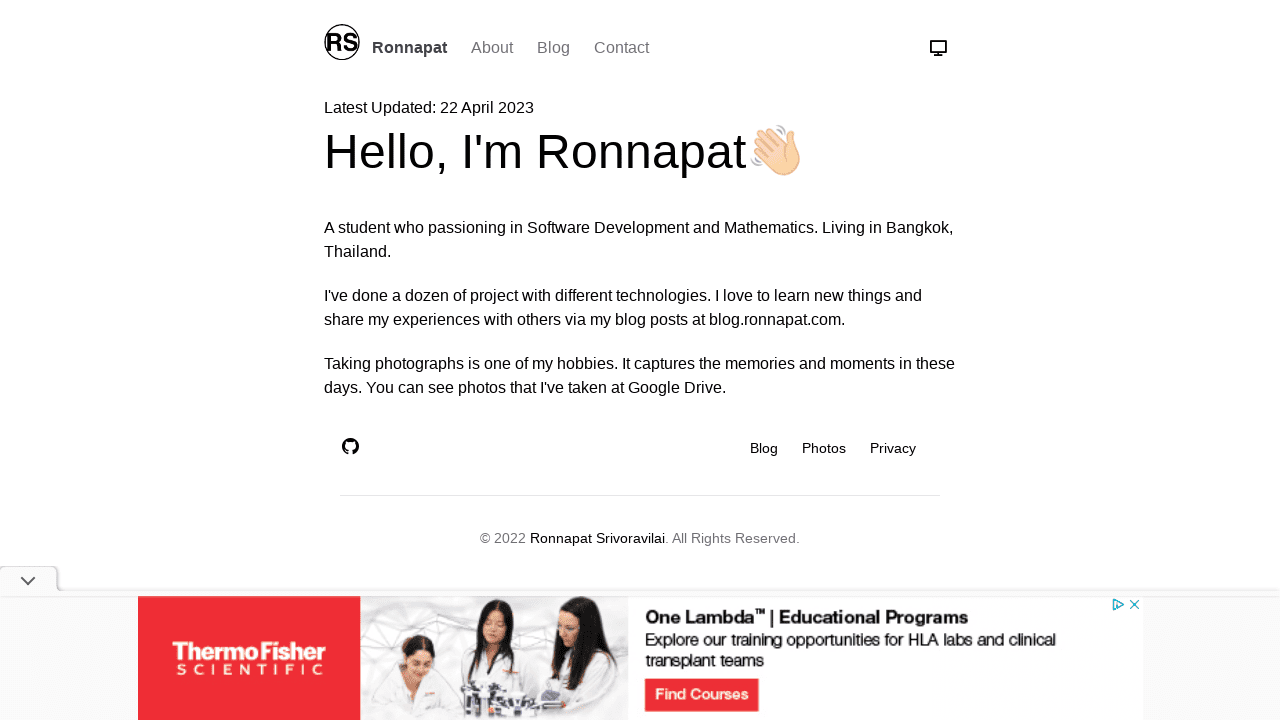 RS Ronnapat About Blog Contact
Latest Updated: 22 April 2023
Hello, I'm Ronnapat👋🏻
A student who passioning in Software Development and Mathematics. Living in Bangkok,
Thailand.
I've done a dozen of project with different technologies. I love to learn new things and
share my experiences with others via my blog posts at blog.ronnapat.com.
Taking photographs is one of my hobbies. It captures the memories and moments in these
days. You can see photos that I've taken at Google Drive.
Blog Photos Privacy
© 2022 Ronnapat Srivoravilai. All Rights Reserved.
ThermoFisher
SCIENTIFIC
One Lambda™ | Educational Programs
Explore our training opportunities for HLA labs and clinical
transplant teams
Find Courses